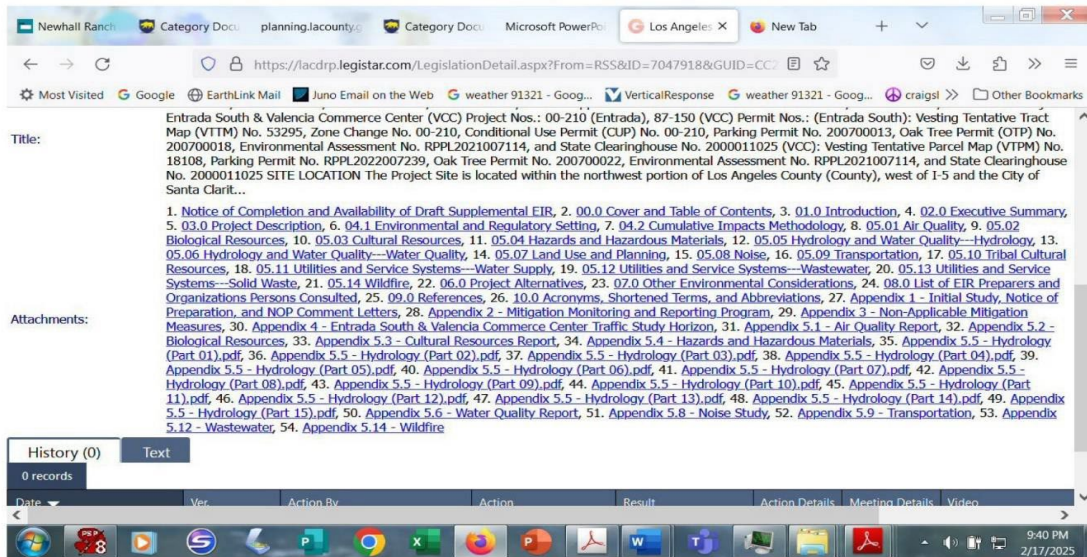 Newhall Ranch
Category Docu
planning.lacounty.g
Category Docu
Microsoft PowerPoi
Los Angeles
New Tab
https://lacdrp.legistar.com/LegislationDetail.aspx?From=RSS&ID=7047918&GUID=CC2
Most Visited Google EarthLink Mail Juno Email on the Web weather 91321 - Goog... VerticalResponse weather 91321 - Goog... craigsl Other Bookmarks
Title:
Entrada South & Valencia Commerce Center (VCC) Project Nos.: 00-210 (Entrada), 87-150 (VCC) Permit Nos.: (Entrada South): Vesting Tentative Tract
Map (VTTM) No. 53295, Zone Change No. 00-210, Conditional Use Permit (CUP) No. 00-210, Parking Permit No. 200700013, Oak Tree Permit (OTP) No.
200700018, Environmental Assessment No. RPPL2021007114, and State Clearinghouse No. 2000011025 (VCC): Vesting Tentative Parcel Map (VTPM) No.
18108, Parking Permit No. RPPL2022007239, Oak Tree Permit No. 200700022, Environmental Assessment No. RPPL2021007114, and State Clearinghouse
No. 2000011025 SITE LOCATION The Project Site is located within the northwest portion of Los Angeles County (County), west of I-5 and the City of
Santa Clarit...
Attachments:
1. Notice of Completion and Availability of Draft Supplemental EIR, 2. 00.0 Cover and Table of Contents, 3. 01.0 Introduction, 4. 02.0 Executive Summary,
5. 03.0 Project Description, 6. 04.1 Environmental and Regulatory Setting, 7. 04.2 Cumulative Impacts Methodology, 8. 05.01 Air Quality, 9. 05.02
Biological Resources, 10. 05.03 Cultural Resources, 11. 05.04 Hazards and Hazardous Materials, 12. 05.05 Hydrology and Water Quality---Hydrology, 13.
05.06 Hydrology and Water Quality---Water Quality, 14. 05.07 Land Use and Planning, 15. 05.08 Noise, 16. 05.09 Transportation, 17. 05.10 Tribal Cultural
Resources, 18. 05.11 Utilities and Service Systems---Water Supply, 19. 05.12 Utilities and Service Systems---Wastewater, 20. 05.13 Utilities and Service
Systems---Solid Waste, 21. 05.14 Wildfire, 22. 06.0 Project Alternatives, 23. 07.0 Other Environmental Considerations, 24. 08.0 List of EIR Preparers and
Organizations Persons Consulted, 25. 09.0 References, 26. 10.0 Acronyms, Shortened Terms, and Abbreviations, 27. Appendix 1 - Initial Study, Notice of
Preparation, and NOP Comment Letters, 28. Appendix 2 - Mitigation Monitoring and Reporting Program, 29. Appendix 3 - Non-Applicable Mitigation
Measures, 30. Appendix 4 - Entrada South & Valencia Commerce Center Traffic Study Horizon, 31. Appendix 5.1 - Air Quality Report, 32. Appendix 5.2 -
Biological Resources, 33. Appendix 5.3 - Cultural Resources Report, 34. Appendix 5.4 - Hazards and Hazardous Materials, 35. Appendix 5.5 - Hydrology
(Part 01).pdf, 36. Appendix 5.5 - Hydrology (Part 02).pdf, 37. Appendix 5.5 - Hydrology (Part 03).pdf, 38. Appendix 5.5 - Hydrology (Part 04).pdf, 39.
Appendix 5.5 - Hydrology (Part 05).pdf, 40. Appendix 5.5 - Hydrology (Part 06).pdf, 41. Appendix 5.5 - Hydrology (Part 07).pdf, 42. Appendix 5.5 -
Hydrology (Part 08).pdf, 43. Appendix 5.5 - Hydrology (Part 09).pdf, 44. Appendix 5.5 - Hydrology (Part 10).pdf, 45. Appendix 5.5 - Hydrology (Part
11).pdf, 46. Appendix 5.5 - Hydrology (Part 12).pdf, 47. Appendix 5.5 - Hydrology (Part 13).pdf, 48. Appendix 5.5 - Hydrology (Part 14).pdf, 49. Appendix
5.5 - Hydrology (Part 15).pdf, 50. Appendix 5.6 - Water Quality Report, 51. Appendix 5.8 - Noise Study, 52. Appendix 5.9 - Transportation, 53. Appendix
5.12 - Wastewater, 54. Appendix 5.14 - Wildfire
History (0) Text
0 records
Date Ver. Action By Action Result Action Details Meeting Details Video
9:40 PM
2/17/2025